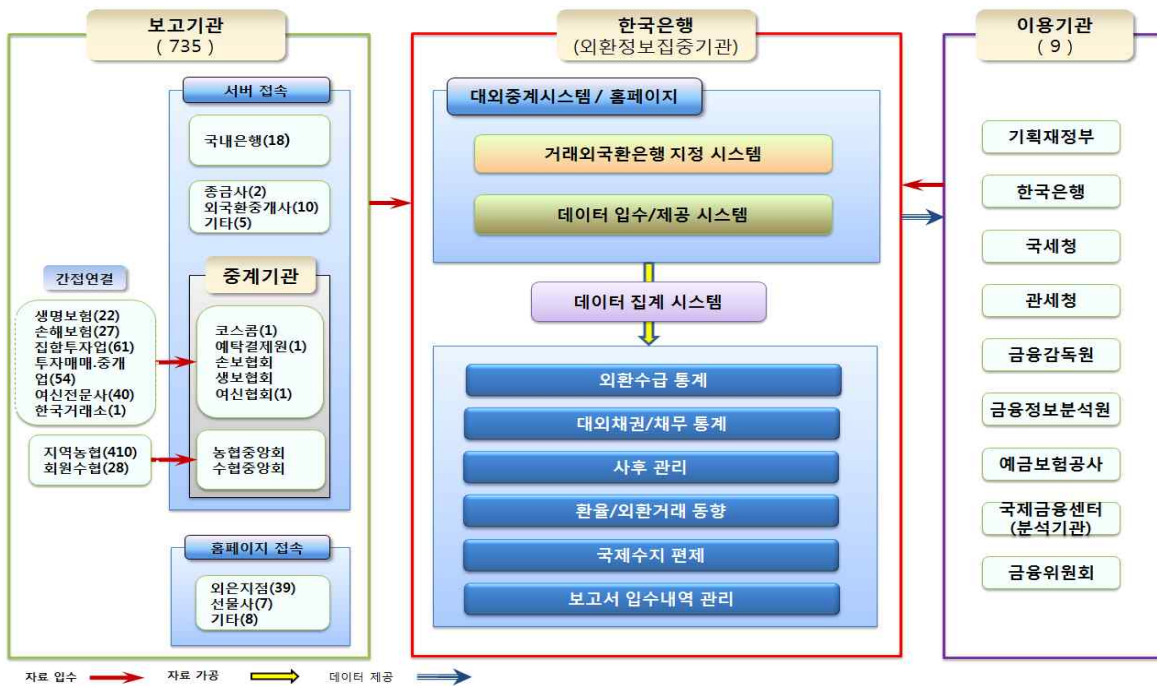 보고기관
( 735 )
서버 접속
국내은행(18)
종금사(2)
외국환중개사(10)
기타(5)
간접연결
생명보험(22)
손해보험(27)
집합투자업(61)
투자매매.중개
업(54)
여신전문사(40)
한국거래소(1)
지역농협(410)
회원수협(28)
중계기관
코스콤(1)
예탁결제원(1)
손보협회
생보협회
여신협회(1)
농협중앙회
수협중앙회
홈페이지 접속
외은지점(39)
선물사(7)
기타(8)
한국은행
(외환정보집중기관)
대외중계시스템 / 홈페이지
거래외국환은행 지정 시스템
데이터 입수/제공 시스템
데이터 집계 시스템
외환수급 통계
대외채권/채무 통계
사후 관리
환율/외환거래 동향
국제수지 편제
보고서 입수내역 관리
이용기관
( 9 )
기획재정부
한국은행
국세청
관세청
금융감독원
금융정보분석원
예금보험공사
국제금융센터
(분석기관)
금융위원회
자료 입수
자료 가공
데이터 제공